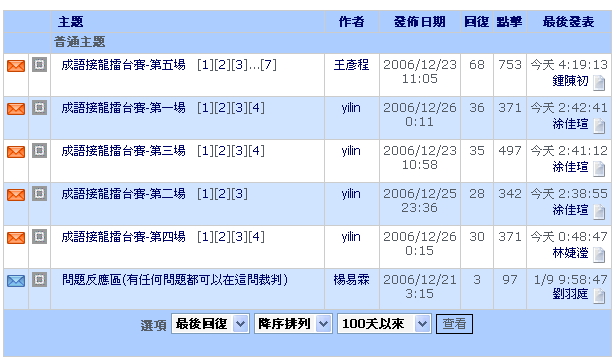 主題 作者 發佈日期 回復 點擊 最後發表
普通主題
成語接龍擂台賽-第五場 [1][2][3]...[7] 王彥程 2006/12/23 68 753 今天 4:19:13
11:05 鍾陳初
成語接龍擂台賽-第一場 [1][2][3][4] yilin 2006/12/26 36 371 今天 2:42:41
0:11 涂佳瑄
成語接龍擂台賽-第三場 [1][2][3][4] yilin 2006/12/23 35 497 今天 2:41:12
10:58 涂佳瑄
成語接龍擂台賽-第二場 [1][2][3] yilin 2006/12/25 28 342 今天 2:38:55
23:36 涂佳瑄
成語接龍擂台賽-第四場 [1][2][3][4] yilin 2006/12/26 30 371 今天 0:48:47
0:15 林婕瀅
問題反應區(有任何問題都可以在這問裁判) 楊易霖 2006/12/21 3 97 1/9 9:58:47
3:15 劉羽庭
選項 最後回復 降序排列 100天以來 查看